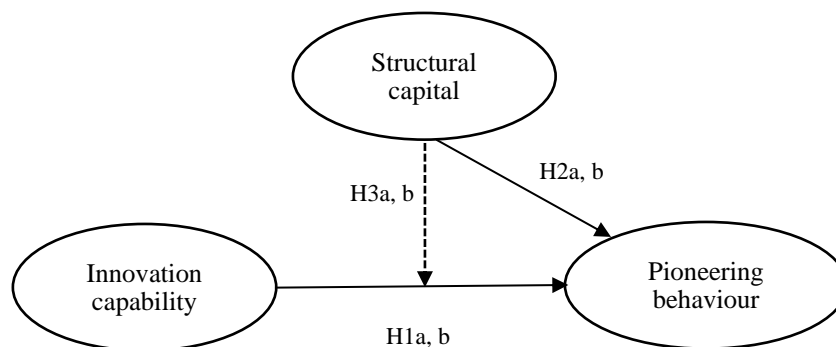 Structural
capital
H2a, b
H3a, b
Innovation
capability
Pioneering
behaviour
H1a, b